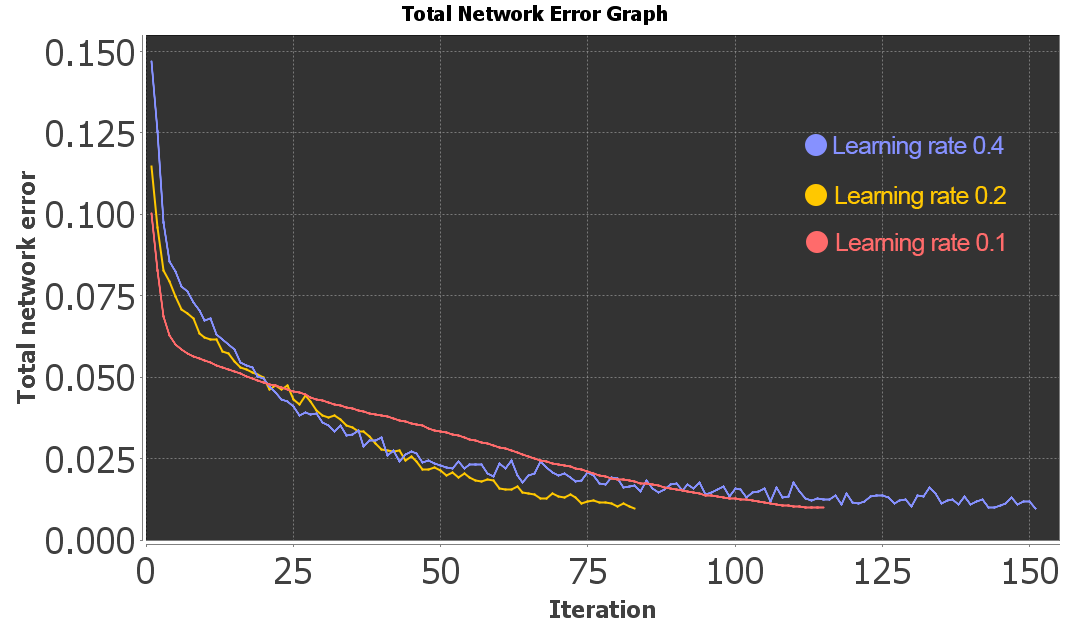 Total Network Error Graph
Total network error
0.150
0.125
0.100
0.075
0.050
0.025
0.000
Learning rate 0.4
Learning rate 0.2
Learning rate 0.1
0 25 50 75 100 125 150
Iteration